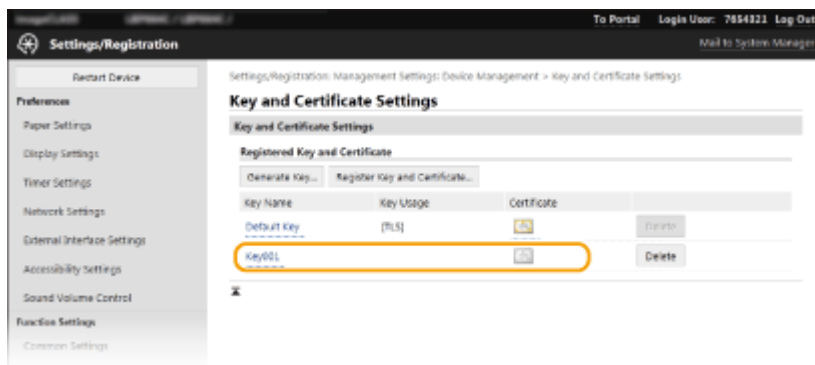 To Portal Login User: 7654321 Log Out
Settings/Registration
Mail to System Manager
Restart Device
Preferences
Paper Settings
Display Settings
Timer Settings
Network Settings
External Interface Settings
Accessibility Settings
Sound Volume Control
Function Settings
Common Settings
Settings/Registration: Management Settings: Device Management > Key and Certificate Settings
Key and Certificate Settings
Key and Certificate Settings
Registered Key and Certificate
Generate Key... Register Key and Certificate...
Key Name Key Usage Certificate
Default Key [TLS] Delete
Key001 Delete